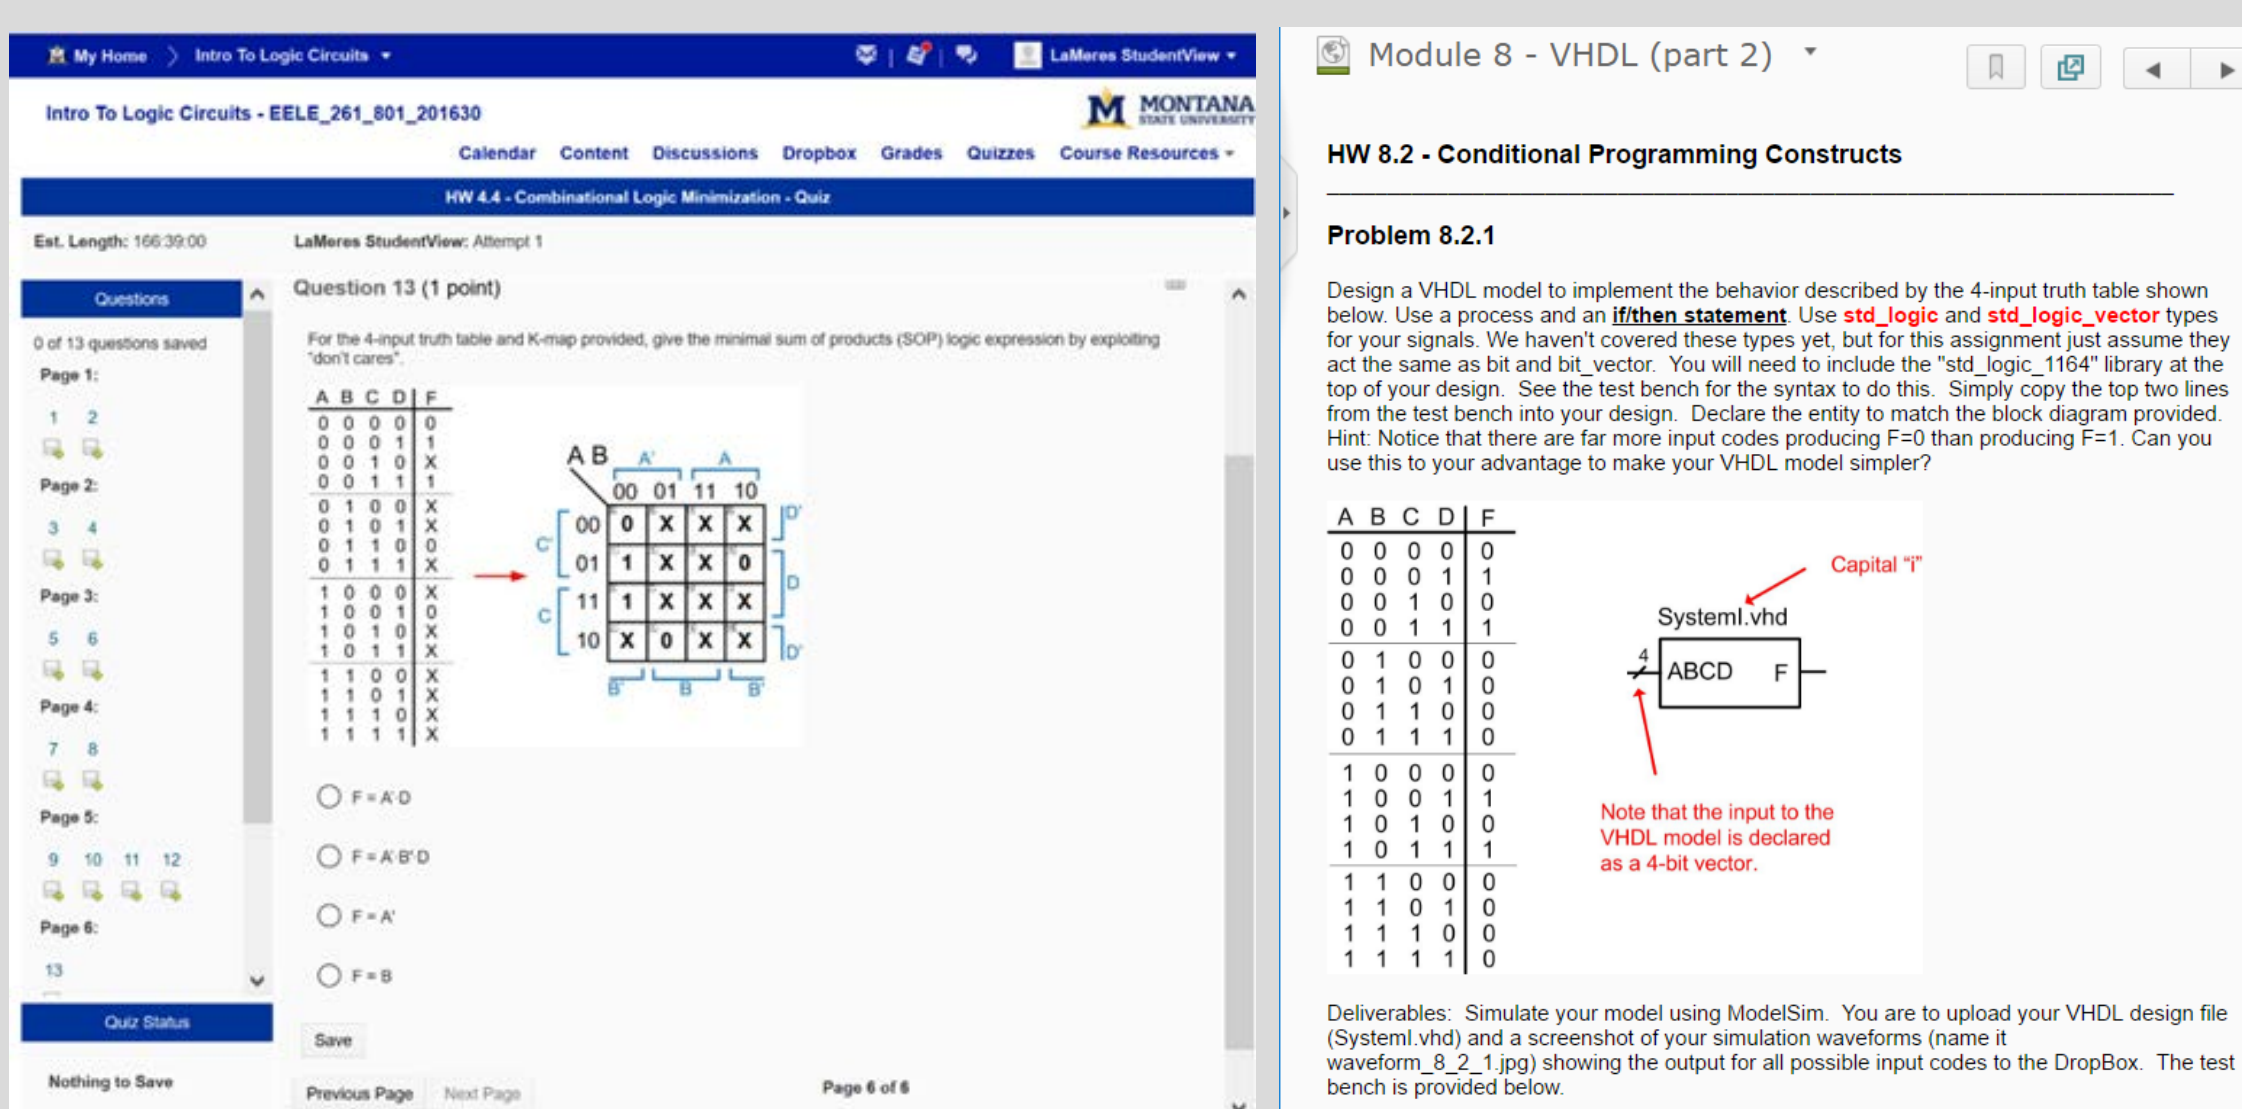 My Home
Intro To Logic Circuits
LaMeres StudentView
Intro To Logic Circuits - EELE_261_801_201630
M MONTANA
STATE UNIVERSITY
Calendar Content Discussions Dropbox Grades Quizzes Course Resources
HW 4.4 - Combinational Logic Minimization - Quiz
Est. Length: 166:39:00
LaMeres StudentView: Attempt 1
Questions
0 of 13 questions saved
Page 1:
1 2
Page 2:
3 4
Page 3:
5 6
Page 4:
7 8
Page 5:
9 10 11 12
Page 6:
13
Quiz Status
Nothing to Save
Question 13 (1 point)
For the 4-input truth table and K-map provided, give the minimal sum of products (SOP) logic expression by exploiting
"don't cares".
A B C D F
0 0 0 0 0
0 0 0 1 1
0 0 1 0 X
0 0 1 1 1
0 1 0 0 X
0 1 0 1 X
0 1 1 0 0
0 1 1 1 X
1 0 0 0 X
1 0 0 1 0
1 0 1 0 X
1 0 1 1 X
1 1 0 0 X
1 1 0 1 X
1 1 1 0 X
1 1 1 1 X
A B A' A
00 01 11 10
00 0 X X X D'
C'
01 1 X X 0
D
11 1 X X X
C
10 X 0 X X D'
B' B B'
F = A'·D
F = A'·B'·D
F = A'
F = B
Save
Previous Page Next Page
Page 6 of 6
Module 8 - VHDL (part 2)
HW 8.2 - Conditional Programming Constructs
Problem 8.2.1
Design a VHDL model to implement the behavior described by the 4-input truth table shown
below. Use a process and an if/then statement. Use std_logic and std_logic_vector types
for your signals. We haven't covered these types yet, but for this assignment just assume they
act the same as bit and bit_vector. You will need to include the "std_logic_1164" library at the
top of your design. See the test bench for the syntax to do this. Simply copy the top two lines
from the test bench into your design. Declare the entity to match the block diagram provided.
Hint: Notice that there are far more input codes producing F=0 than producing F=1. Can you
use this to your advantage to make your VHDL model simpler?
A B C D F
0 0 0 0 0
0 0 0 1 1
0 0 1 0 0
0 0 1 1 1
0 1 0 0 0
0 1 0 1 0
0 1 1 0 0
0 1 1 1 0
1 0 0 0 0
1 0 0 1 1
1 0 1 0 0
1 0 1 1 1
1 1 0 0 0
1 1 0 1 0
1 1 1 0 0
1 1 1 1 0
Capital "i"
SystemI.vhd
4
ABCD F
Note that the input to the
VHDL model is declared
as a 4-bit vector.
Deliverables: Simulate your model using ModelSim. You are to upload your VHDL design file
(SystemI.vhd) and a screenshot of your simulation waveforms (name it
waveform_8_2_1.jpg) showing the output for all possible input codes to the DropBox. The test
bench is provided below.